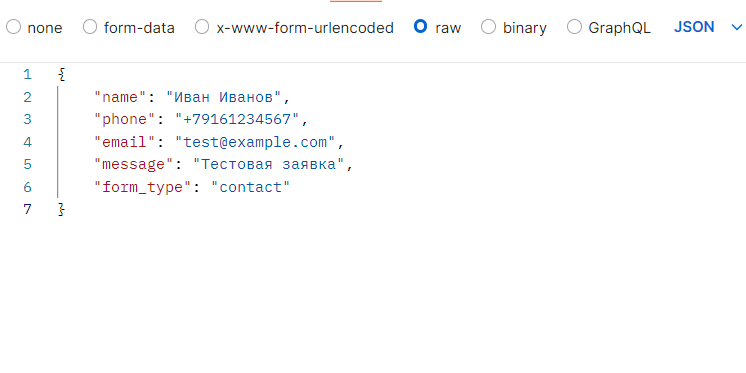 none form-data x-www-form-urlencoded raw binary GraphQL JSON
1 {
2 "name": "Иван Иванов",
3 "phone": "+79161234567",
4 "email": "test@example.com",
5 "message": "Тестовая заявка",
6 "form_type": "contact"
7 }